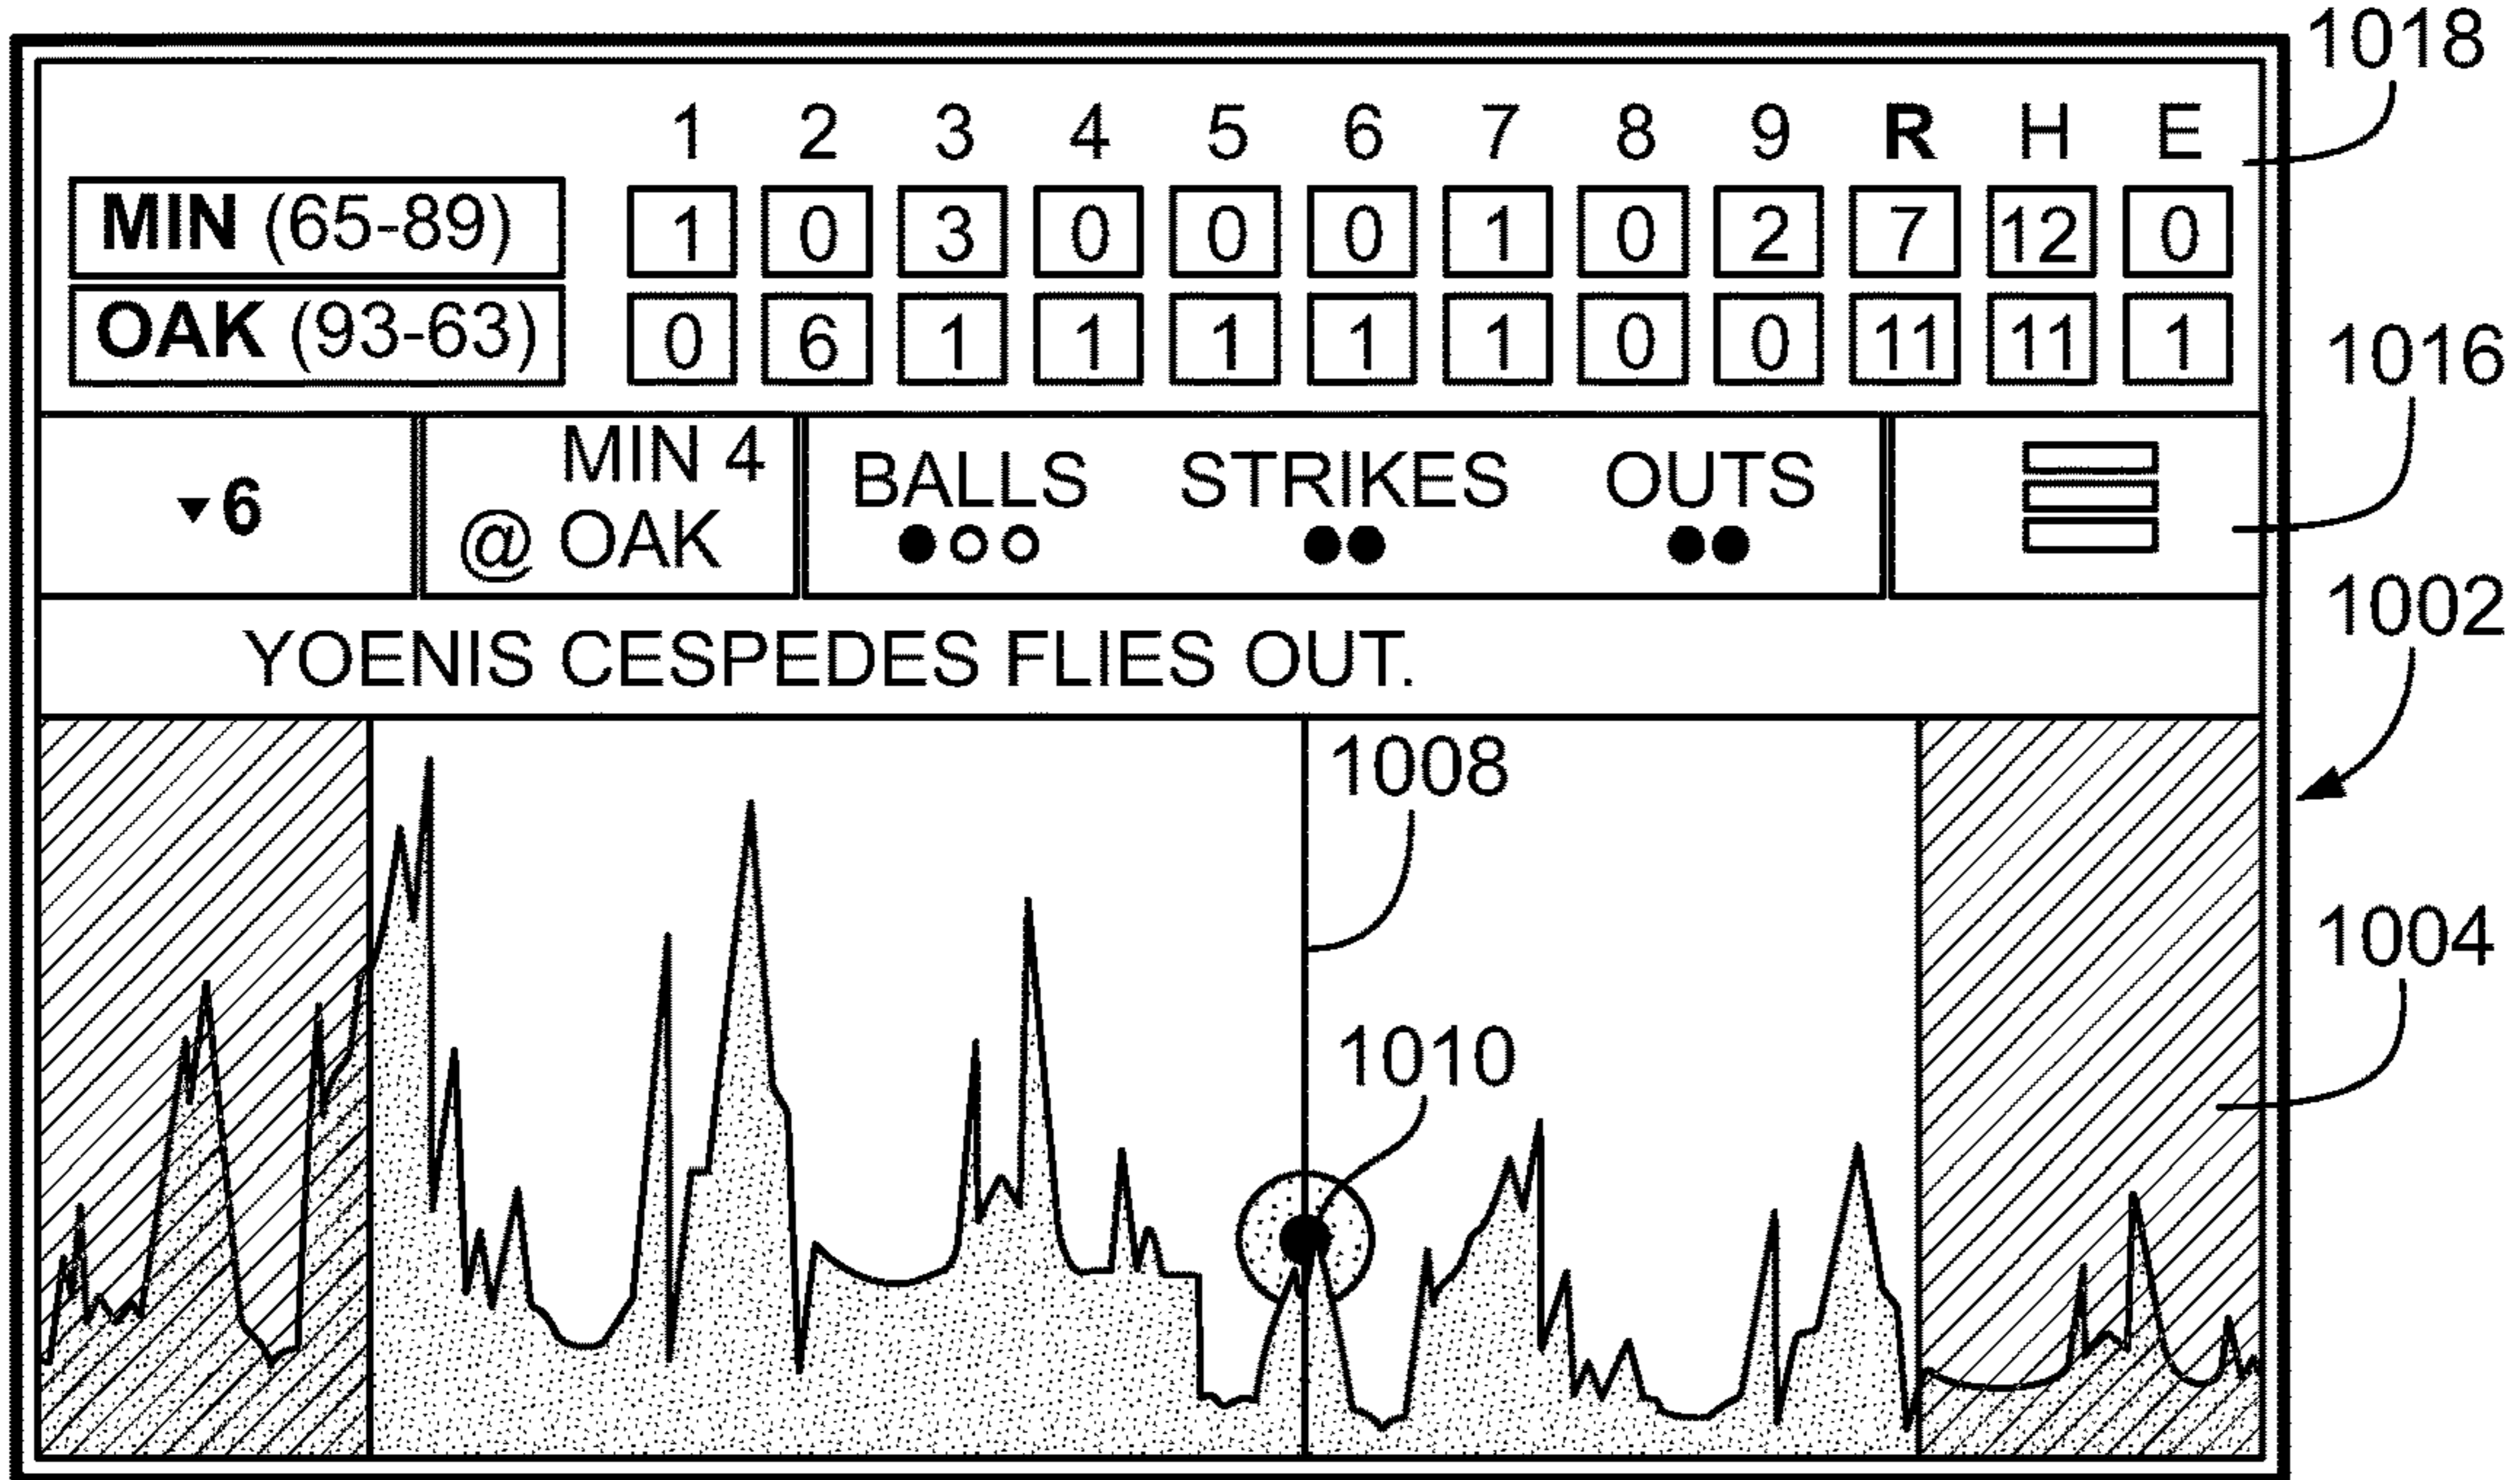 1018
1 2 3 4 5 6 7 8 9 R H E
MIN (65-89) 1 0 3 0 0 0 1 0 2 7 12 0
OAK (93-63) 0 6 1 1 1 1 1 0 0 11 11 1
1016
▼6
MIN 4
@ OAK
BALLS STRIKES OUTS
1002
YOENIS CESPEDES FLIES OUT.
1008
1004
1010